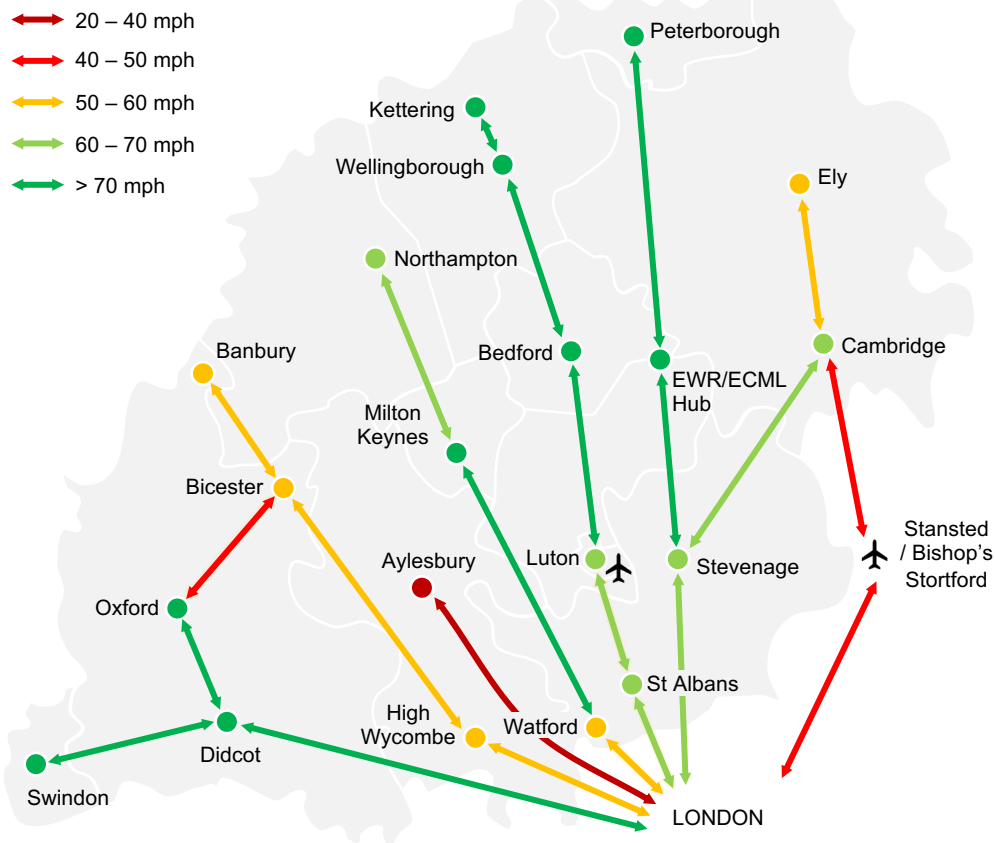 20 – 40 mph
40 – 50 mph
50 – 60 mph
60 – 70 mph
> 70 mph
Peterborough
Kettering
Wellingborough
Ely
Northampton
Banbury
Bedford
Cambridge
EWR/ECML
Hub
Milton
Keynes
Bicester
Aylesbury
Luton
Stevenage
Stansted
/ Bishop's
Stortford
Oxford
St Albans
High
Wycombe
Watford
Didcot
Swindon
LONDON